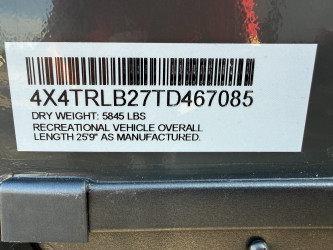 4X4TRLB27TD467085
DRY WEIGHT: 5845 LBS
RECREATIONAL VEHICLE OVERALL
LENGTH 25'9" AS MANUFACTURED.